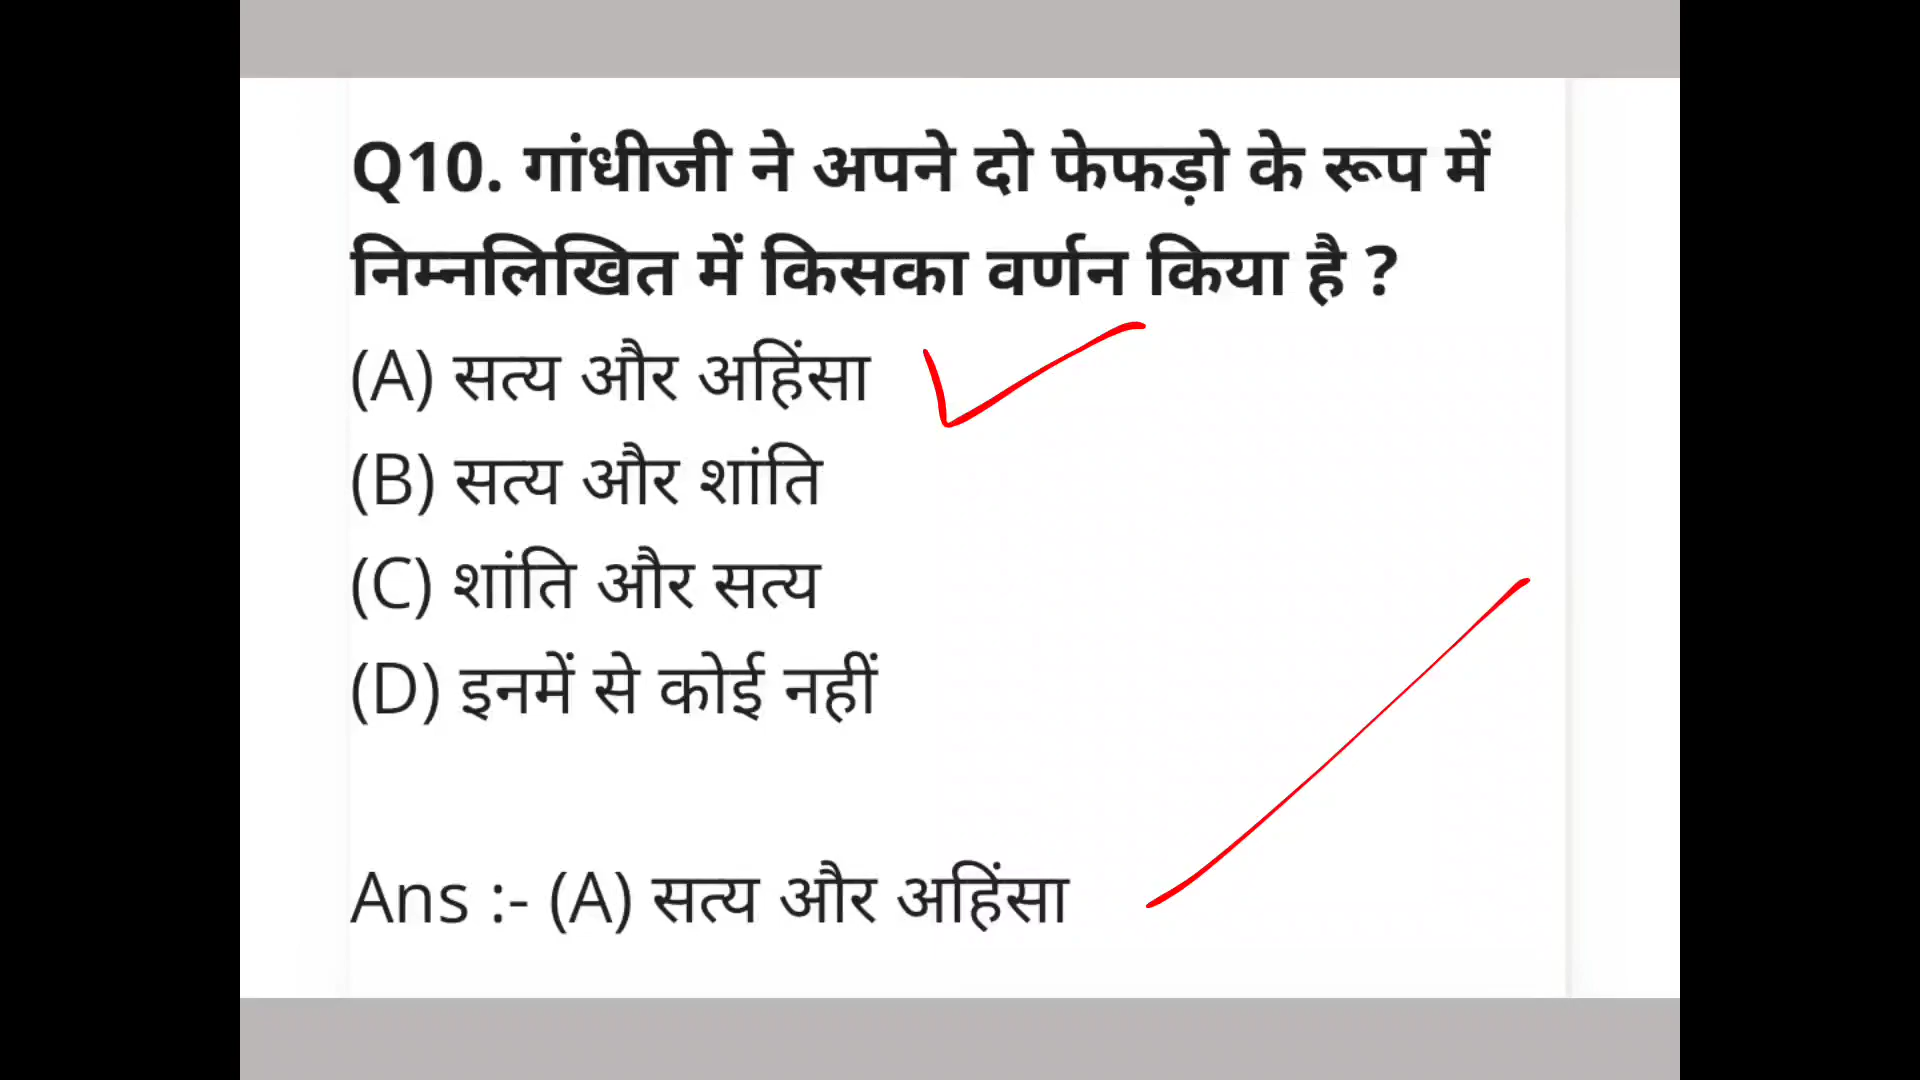 Q10. गांधीजी ने अपने दो फेफड़ो के रूप में
निम्नलिखित में किसका वर्णन किया है ?
(A) सत्य और अहिंसा
(B) सत्य और शांति
(C) शांति और सत्य
(D) इनमें से कोई नहीं
Ans :- (A) सत्य और अहिंसा